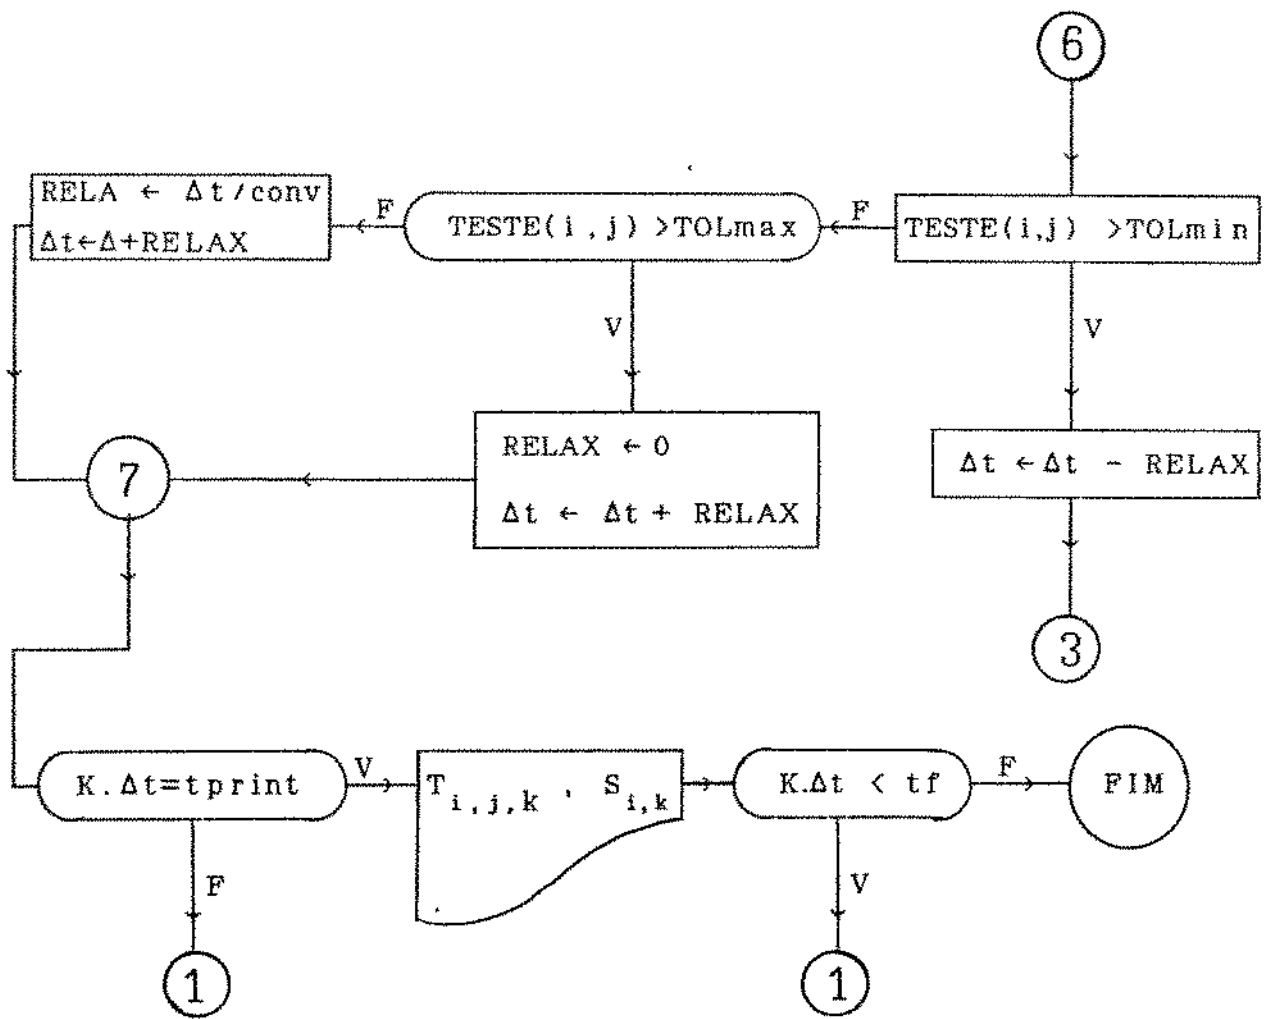 6
RELA ← Δt/conv
Δt←Δ+RELAX
F
TESTE(i,j)>TOLmax
F
TESTE(i,j) >TOLmin
V
V
RELAX ← 0
Δt ← Δt + RELAX
Δt ← Δt - RELAX
7
3
K.Δt=tprint
V
T i,j,k , S i,k
K.Δt < tf
F
FIM
F
V
1
1